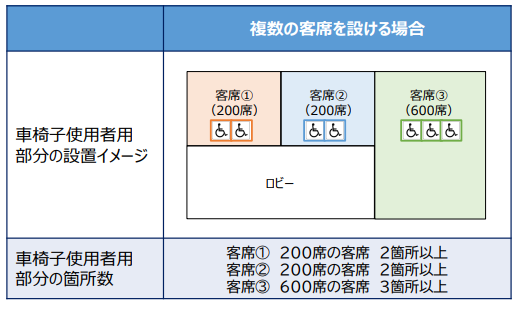 複数の客席を設ける場合
車椅子使用者用
部分の設置イメージ
客席①
（200席）
客席②
（200席）
客席③
（600席）
ロビー
車椅子使用者用
部分の箇所数
客席① 200席の客席 2箇所以上
客席② 200席の客席 2箇所以上
客席③ 600席の客席 3箇所以上